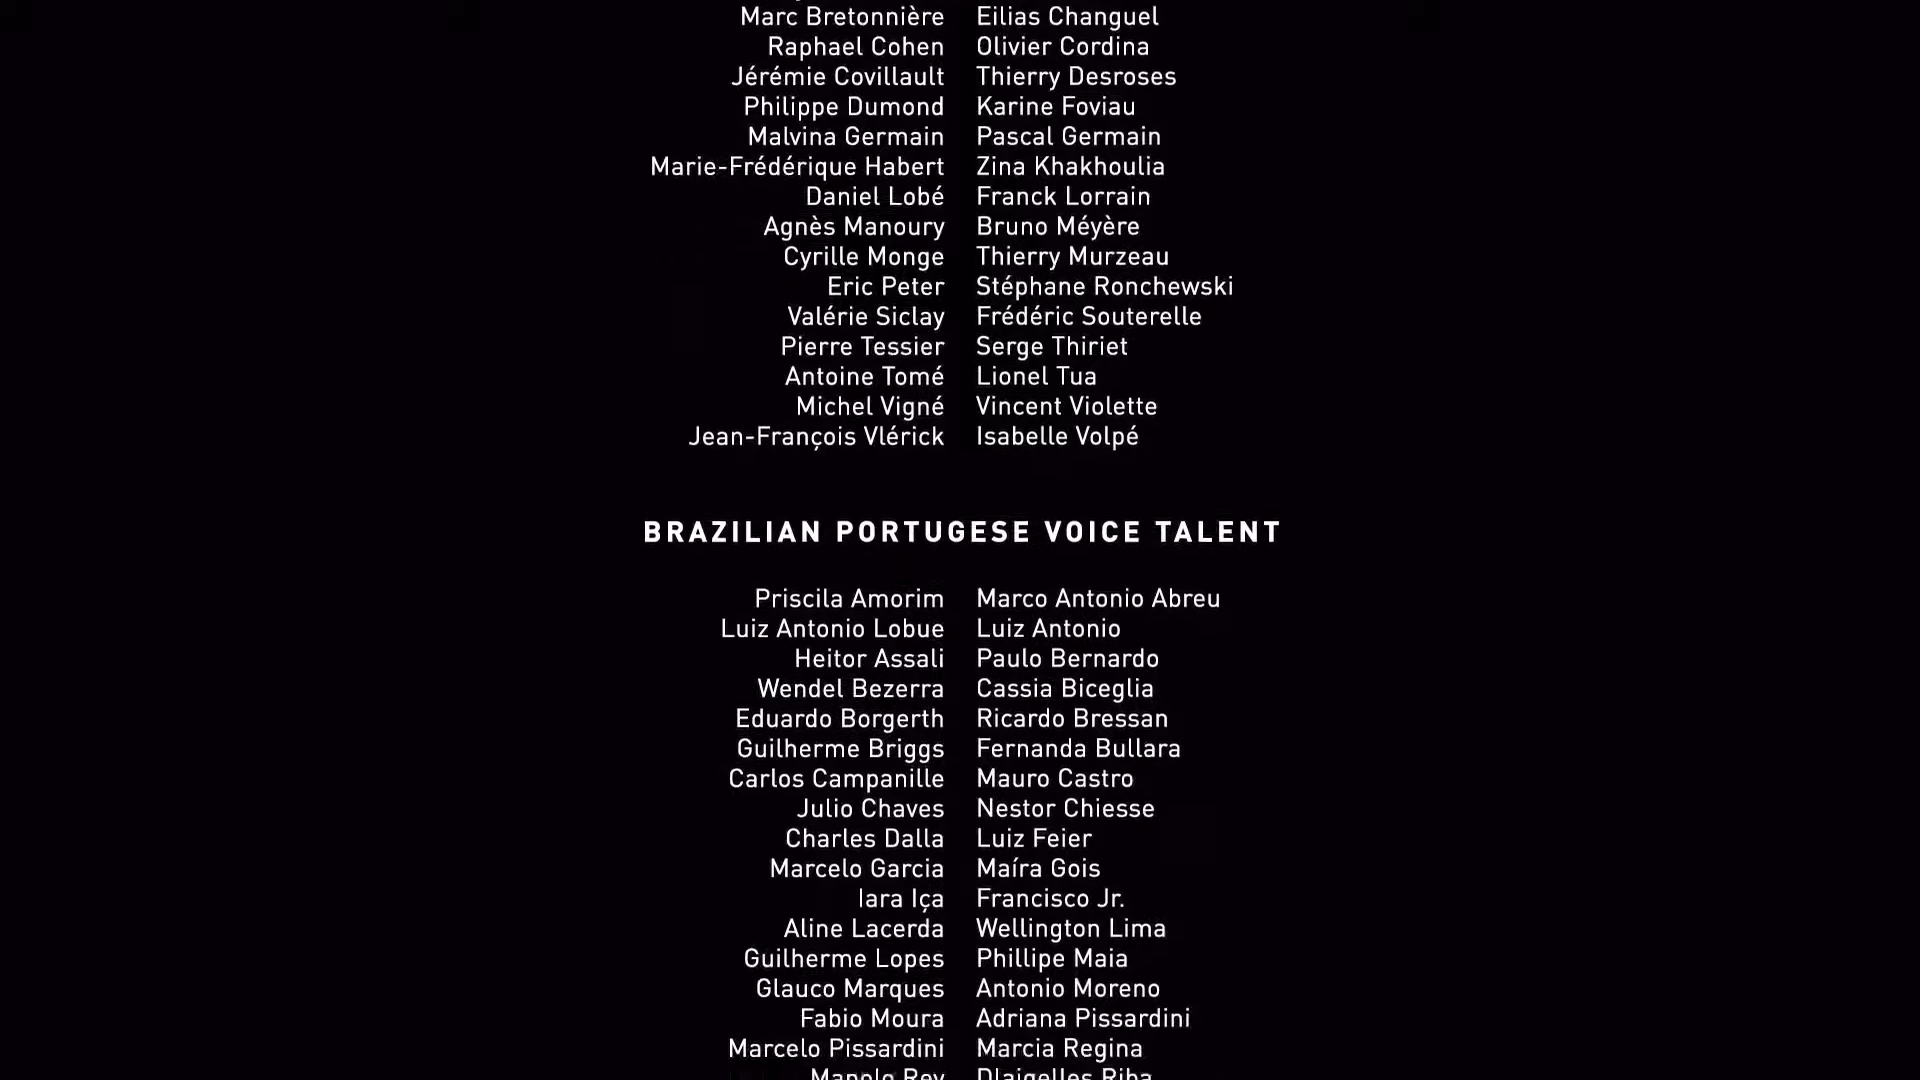 Marc Bretonnière Eilias Changuel
Raphael Cohen Olivier Cordina
Jérémie Covillault Thierry Desroses
Philippe Dumond Karine Foviau
Malvina Germain Pascal Germain
Marie-Frédérique Habert Zina Khakhoulia
Daniel Lobé Franck Lorrain
Agnès Manoury Bruno Méyère
Cyrille Monge Thierry Murzeau
Eric Peter Stéphane Ronchewski
Valérie Siclay Frédéric Souterelle
Pierre Tessier Serge Thiriet
Antoine Tomé Lionel Tua
Michel Vigné Vincent Violette
Jean-François Vlérick Isabelle Volpé
BRAZILIAN PORTUGESE VOICE TALENT
Priscila Amorim Marco Antonio Abreu
Luiz Antonio Lobue Luiz Antonio
Heitor Assali Paulo Bernardo
Wendel Bezerra Cassia Biceglia
Eduardo Borgerth Ricardo Bressan
Guilherme Briggs Fernanda Bullara
Carlos Campanille Mauro Castro
Julio Chaves Nestor Chiesse
Charles Dalla Luiz Feier
Marcelo Garcia Maíra Gois
Iara Iça Francisco Jr.
Aline Lacerda Wellington Lima
Guilherme Lopes Phillipe Maia
Glauco Marques Antonio Moreno
Fabio Moura Adriana Pissardini
Marcelo Pissardini Marcia Regina
Manolo Rey